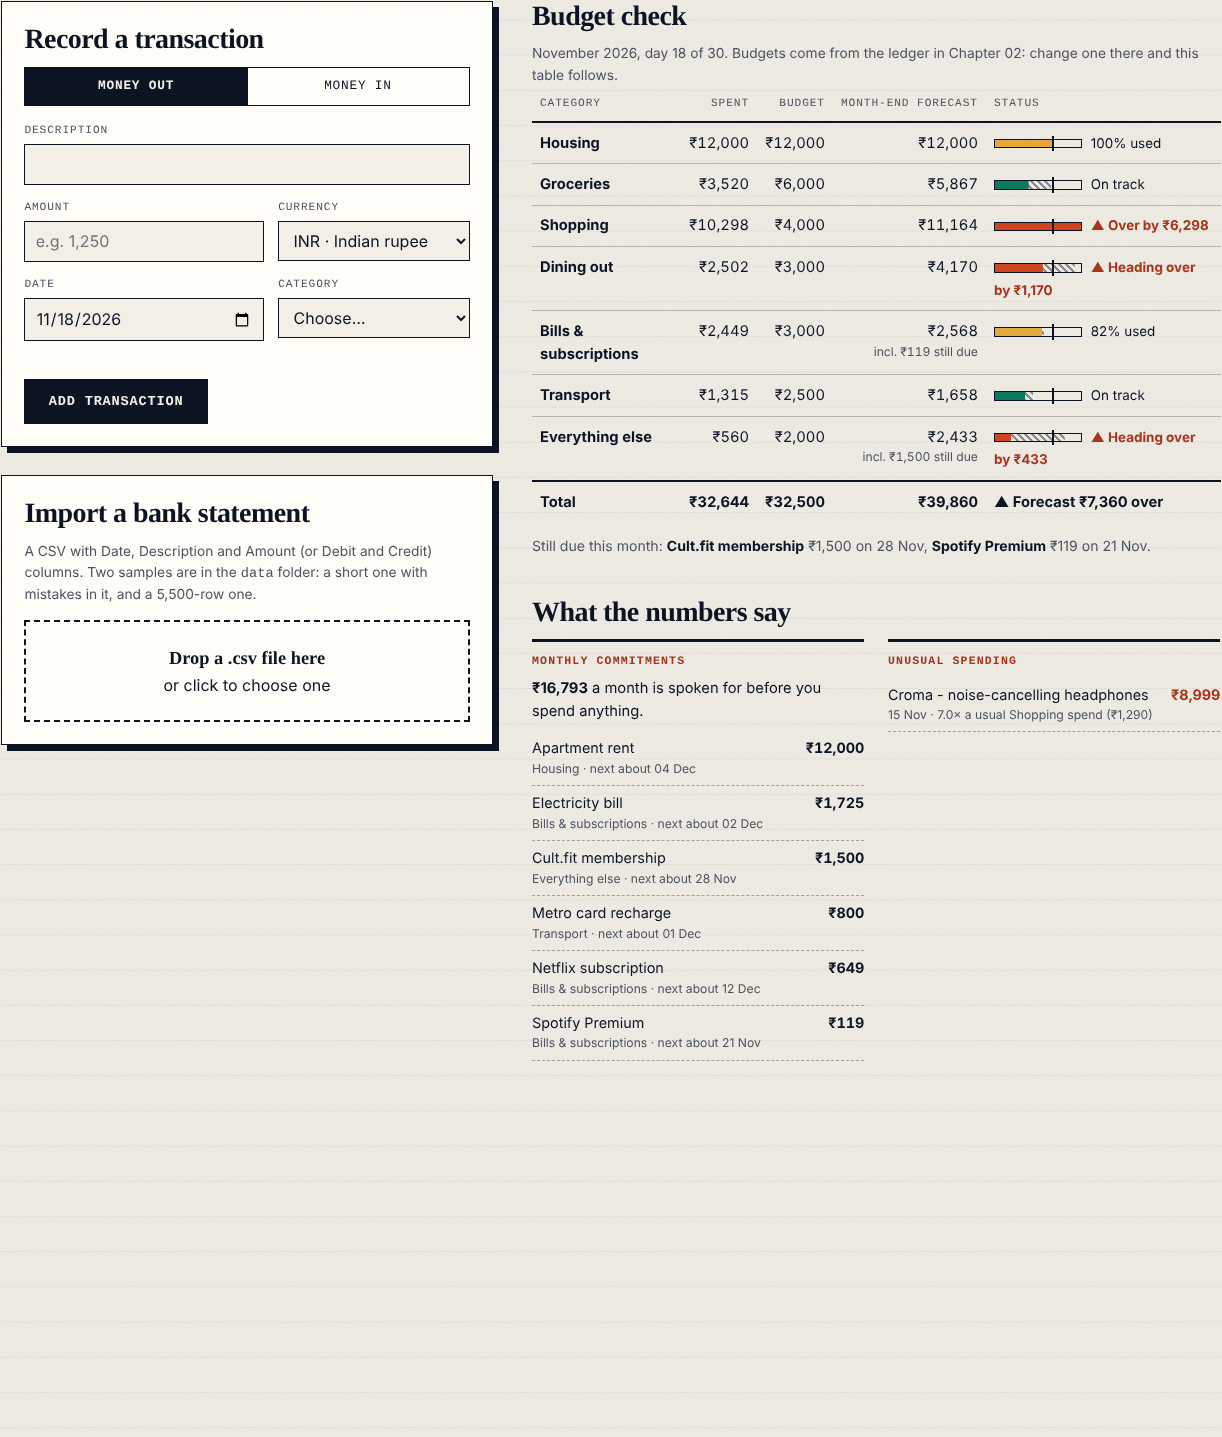 Record a transaction
MONEY OUT
MONEY IN
DESCRIPTION
AMOUNT
CURRENCY
e.g. 1,250
INR · Indian rupee
DATE
CATEGORY
11/18/2026
Choose...
ADD TRANSACTION
Import a bank statement
A CSV with Date, Description and Amount (or Debit and Credit)
columns. Two samples are in the data folder: a short one with
mistakes in it, and a 5,500-row one.
Drop a .csv file here
or click to choose one
Budget check
November 2026, day 18 of 30. Budgets come from the ledger in Chapter 02: change one there and this
table follows.
CATEGORY SPENT BUDGET MONTH-END FORECAST STATUS
Housing ₹12,000 ₹12,000 ₹12,000 100% used
Groceries ₹3,520 ₹6,000 ₹5,867 On track
Shopping ₹10,298 ₹4,000 ₹11,164 ▲ Over by ₹6,298
Dining out ₹2,502 ₹3,000 ₹4,170 ▲ Heading over
by ₹1,170
Bills & ₹2,449 ₹3,000 ₹2,568 82% used
subscriptions incl. ₹119 still due
Transport ₹1,315 ₹2,500 ₹1,658 On track
Everything else ₹560 ₹2,000 ₹2,433 ▲ Heading over
incl. ₹1,500 still due by ₹433
Total ₹32,644 ₹32,500 ₹39,860 ▲ Forecast ₹7,360 over
Still due this month: Cult.fit membership ₹1,500 on 28 Nov, Spotify Premium ₹119 on 21 Nov.
What the numbers say
MONTHLY COMMITMENTS
₹16,793 a month is spoken for before you
spend anything.
Apartment rent ₹12,000
Housing · next about 04 Dec
Electricity bill ₹1,725
Bills & subscriptions · next about 02 Dec
Cult.fit membership ₹1,500
Everything else · next about 28 Nov
Metro card recharge ₹800
Transport · next about 01 Dec
Netflix subscription ₹649
Bills & subscriptions · next about 12 Dec
Spotify Premium ₹119
Bills & subscriptions · next about 21 Nov
UNUSUAL SPENDING
Croma - noise-cancelling headphones ₹8,999
15 Nov · 7.0× a usual Shopping spend (₹1,290)